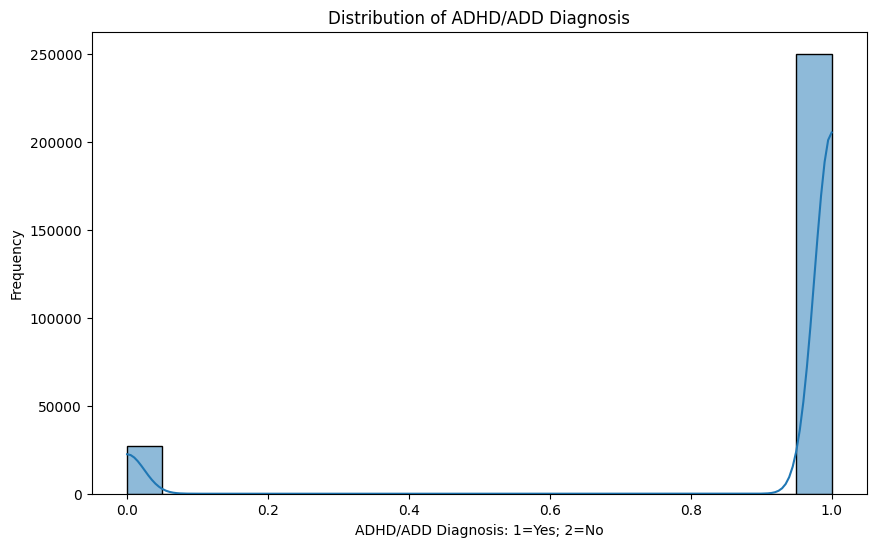 Distribution of ADHD/ADD Diagnosis
250000
200000
150000
100000
50000
0
Frequency
0.0 0.2 0.4 0.6 0.8 1.0
ADHD/ADD Diagnosis: 1=Yes; 2=No